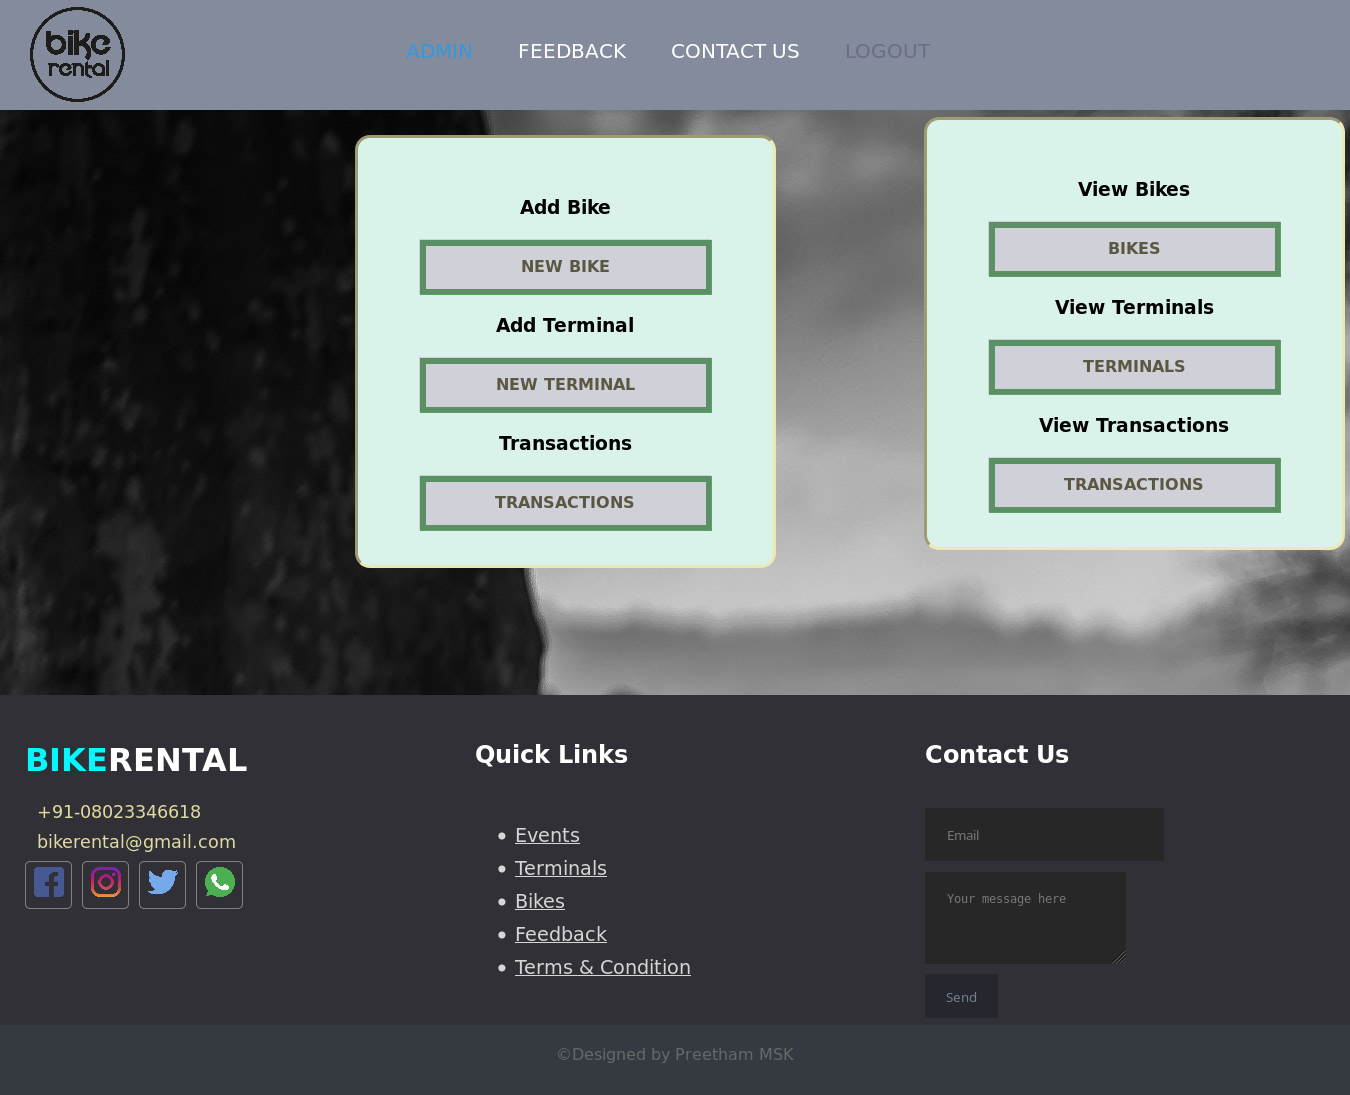 bike
rental
ADMIN
FEEDBACK
CONTACT US
LOGOUT
Add Bike
NEW BIKE
Add Terminal
NEW TERMINAL
Transactions
TRANSACTIONS
View Bikes
BIKES
View Terminals
TERMINALS
View Transactions
TRANSACTIONS
BIKERENTAL
+91-08023346618
bikerental@gmail.com
Quick Links
Events
Terminals
Bikes
Feedback
Terms & Condition
Contact Us
Email
Your message here
Send
©Designed by Preetham MSK